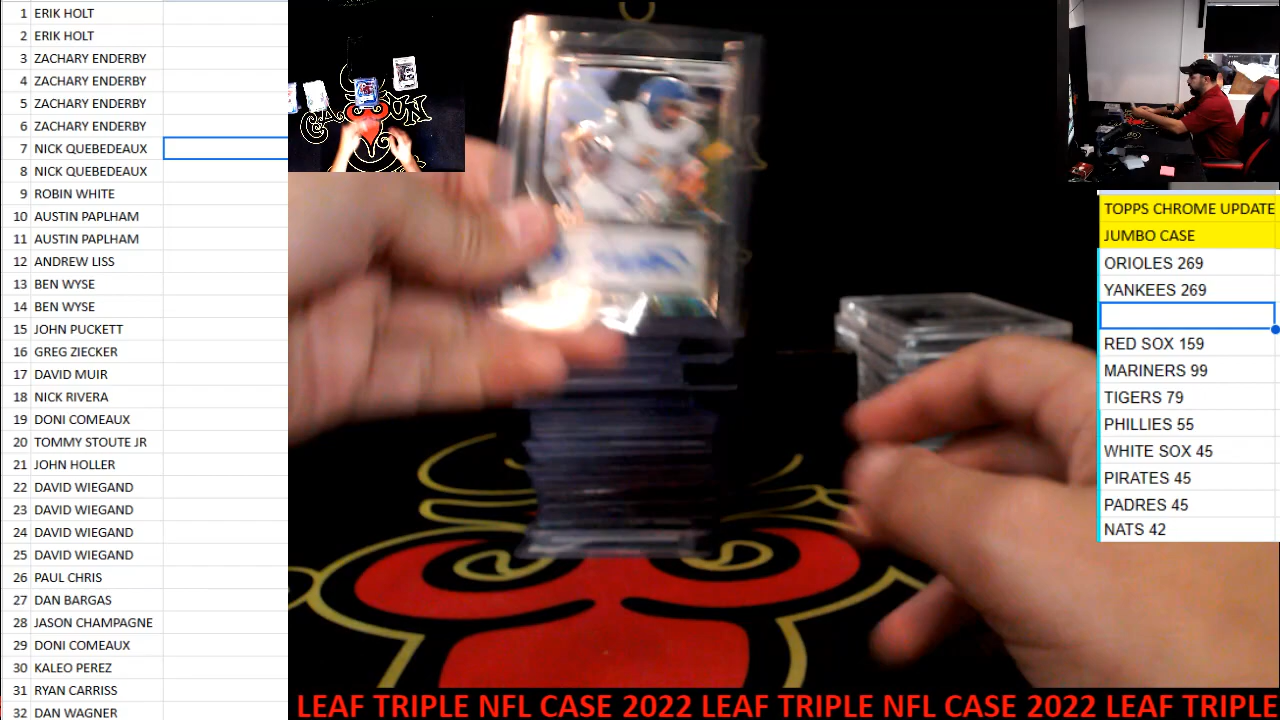 1 ERIK HOLT
2 ERIK HOLT
3 ZACHARY ENDERBY
4 ZACHARY ENDERBY
5 ZACHARY ENDERBY
6 ZACHARY ENDERBY
7 NICK QUEBEDEAUX
8 NICK QUEBEDEAUX
9 ROBIN WHITE
10 AUSTIN PAPLHAM
11 AUSTIN PAPLHAM
12 ANDREW LISS
13 BEN WYSE
14 BEN WYSE
15 JOHN PUCKETT
16 GREG ZIECKER
17 DAVID MUIR
18 NICK RIVERA
19 DONI COMEAUX
20 TOMMY STOUTE JR
21 JOHN HOLLER
22 DAVID WIEGAND
23 DAVID WIEGAND
24 DAVID WIEGAND
25 DAVID WIEGAND
26 PAUL CHRIS
27 DAN BARGAS
28 JASON CHAMPAGNE
29 DONI COMEAUX
30 KALEO PEREZ
31 RYAN CARRISS
32 DAN WAGNER
TOPPS CHROME UPDATE
JUMBO CASE
ORIOLES 269
YANKEES 269
RED SOX 159
MARINERS 99
TIGERS 79
PHILLIES 55
WHITE SOX 45
PIRATES 45
PADRES 45
NATS 42
LEAF TRIPLE NFL CASE 2022 LEAF TRIPLE NFL CASE 2022 LEAF TRIPLE